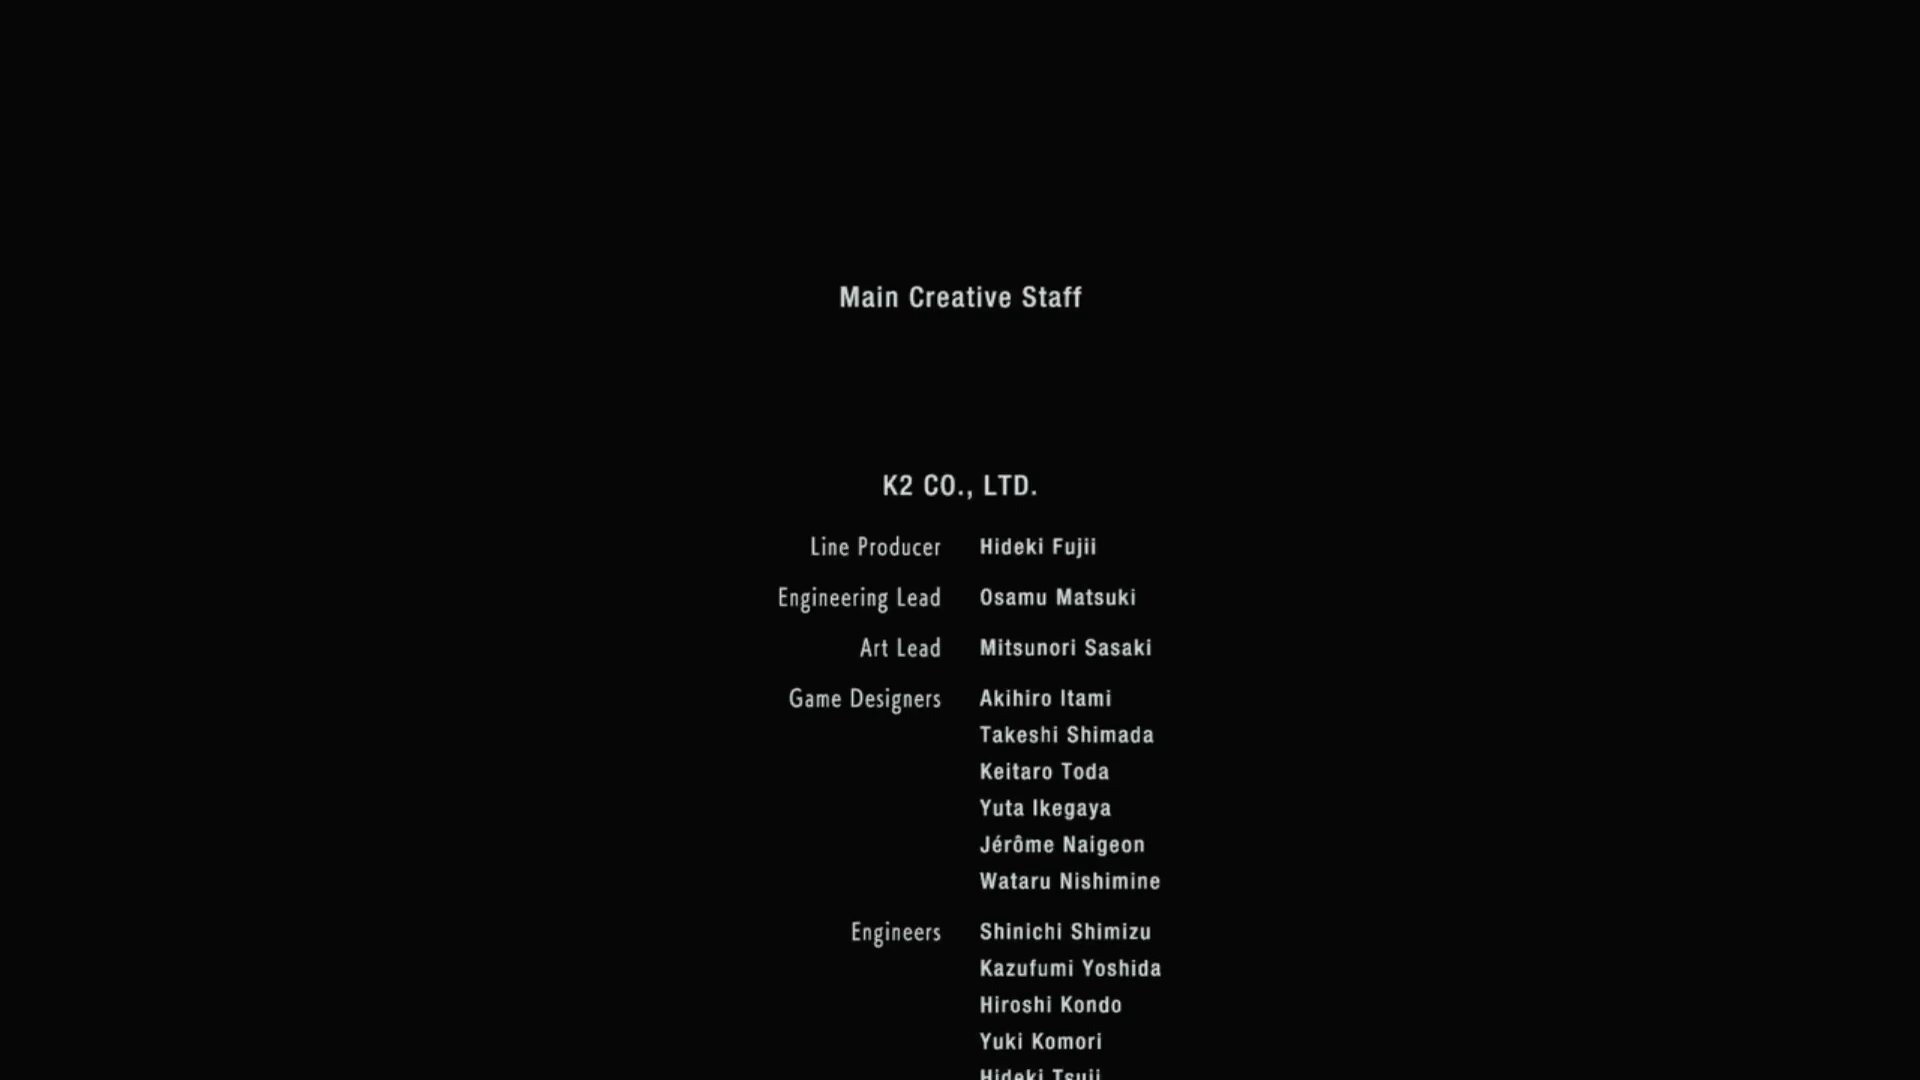 Main Creative Staff
K2 CO., LTD.
Line Producer Hideki Fujii
Engineering Lead Osamu Matsuki
Art Lead Mitsunori Sasaki
Game Designers Akihiro Itami
Takeshi Shimada
Keitaro Toda
Yuta Ikegaya
Jérôme Naigeon
Wataru Nishimine
Engineers Shinichi Shimizu
Kazufumi Yoshida
Hiroshi Kondo
Yuki Komori
Hideki Tsuji